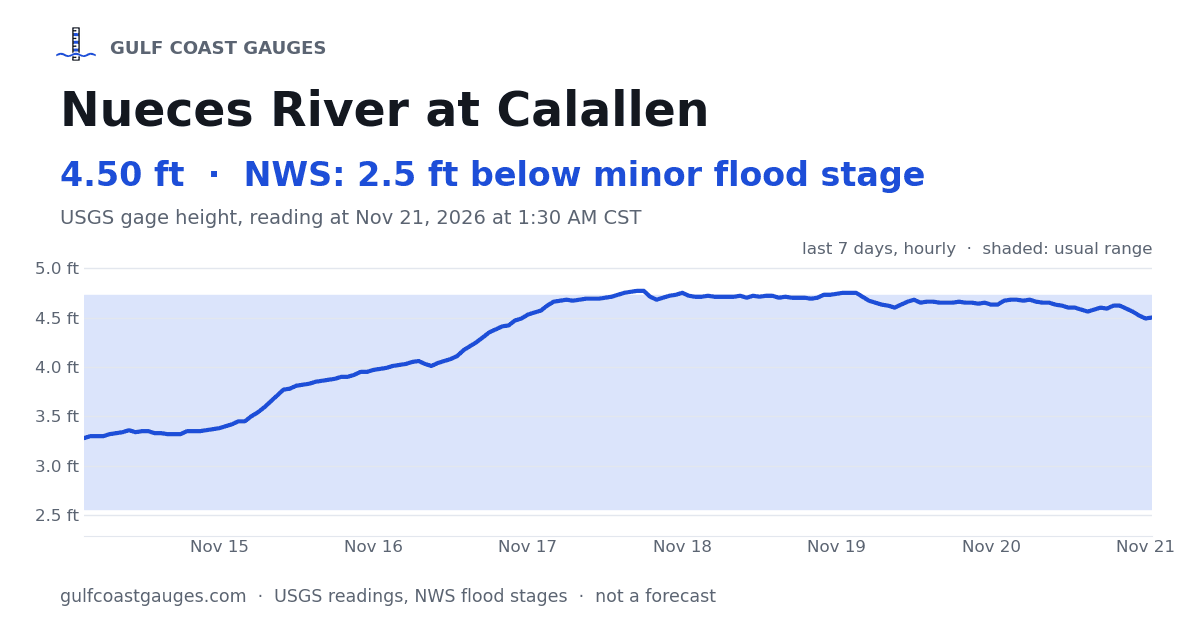 GULF COAST GAUGES
Nueces River at Calallen
4.50 ft · NWS: 2.5 ft below minor flood stage
USGS gage height, reading at Nov 21, 2026 at 1:30 AM CST
last 7 days, hourly · shaded: usual range
5.0 ft
4.5 ft
4.0 ft
3.5 ft
3.0 ft
2.5 ft
Nov 15 Nov 16 Nov 17 Nov 18 Nov 19 Nov 20 Nov 21
gulfcoastgauges.com · USGS readings, NWS flood stages · not a forecast